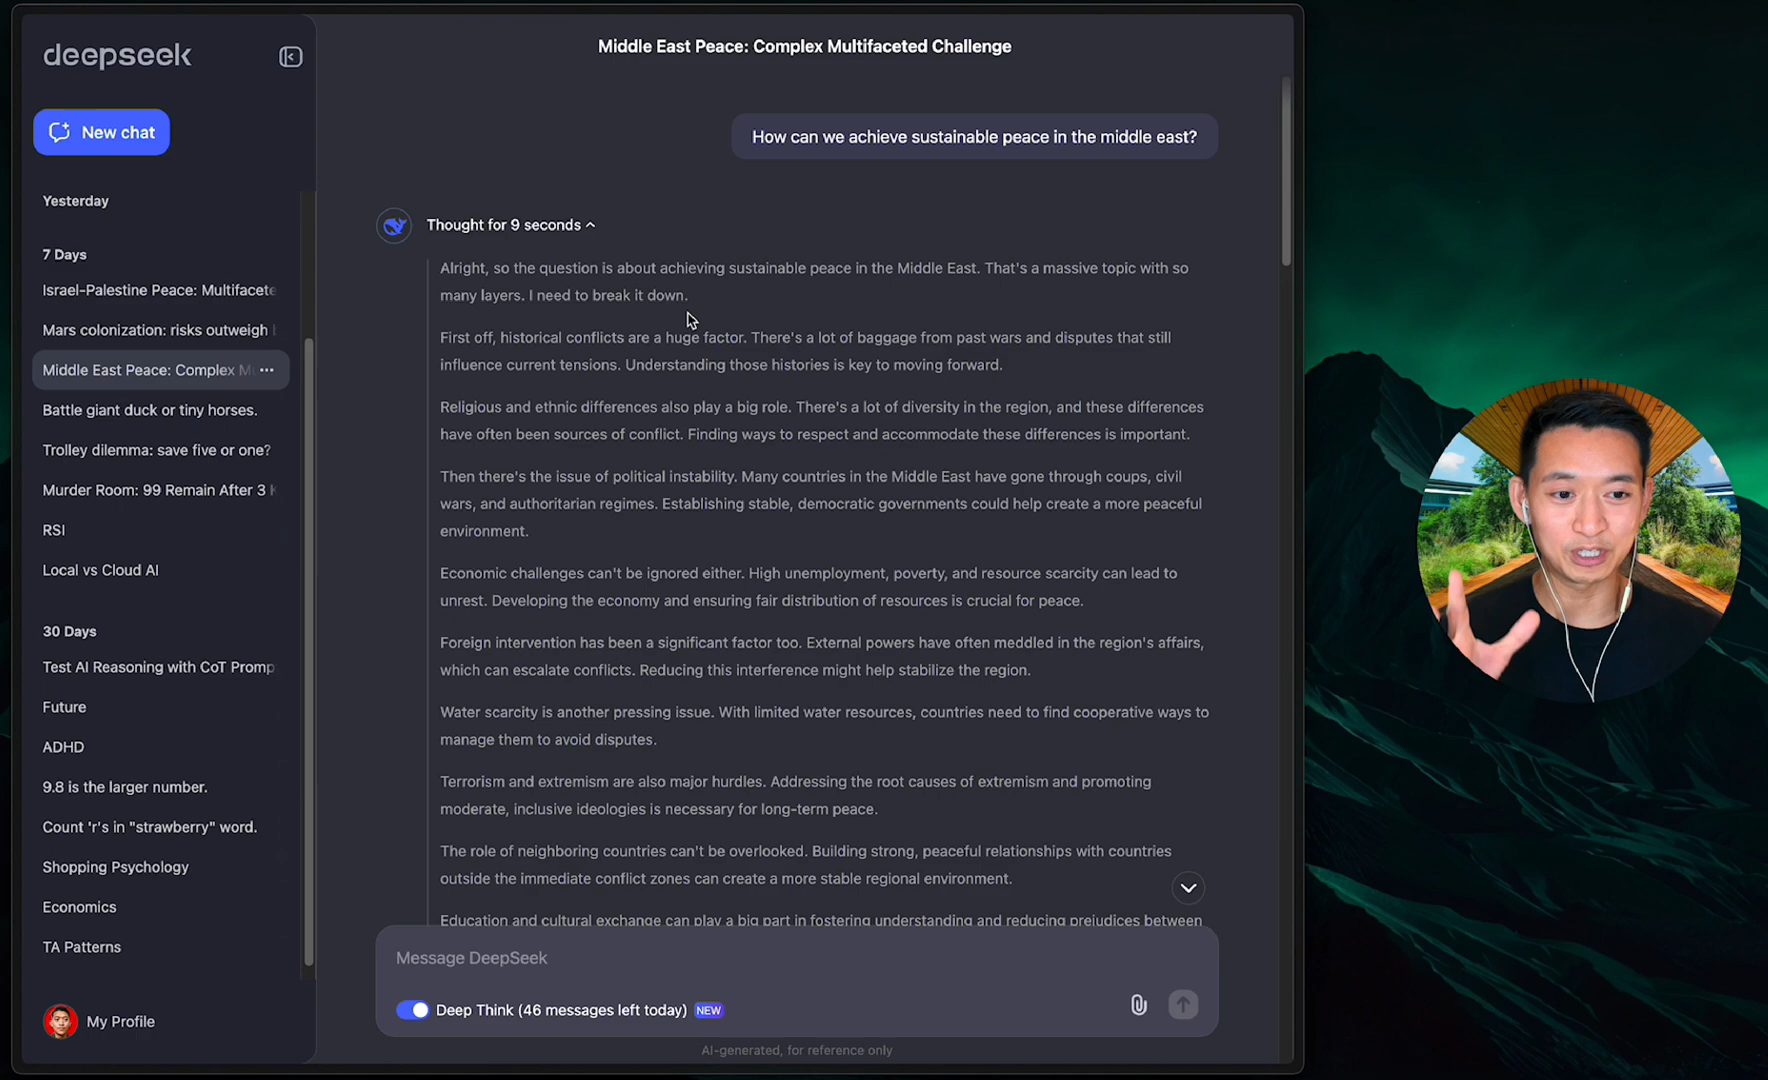 deepseek
New chat
Yesterday
7 Days
Israel-Palestine Peace: Multifacete
Mars colonization: risks outweigh
Middle East Peace: Complex M
Battle giant duck or tiny horses.
Trolley dilemma: save five or one?
Murder Room: 99 Remain After 3
RSI
Local vs Cloud AI
30 Days
Test AI Reasoning with CoT Promp
Future
ADHD
9.8 is the larger number.
Count 'r's in "strawberry" word.
Shopping Psychology
Economics
TA Patterns
My Profile
Middle East Peace: Complex Multifaceted Challenge
How can we achieve sustainable peace in the middle east?
Thought for 9 seconds
Alright, so the question is about achieving sustainable peace in the Middle East. That's a massive topic with so
many layers. I need to break it down.
First off, historical conflicts are a huge factor. There's a lot of baggage from past wars and disputes that still
influence current tensions. Understanding those histories is key to moving forward.
Religious and ethnic differences also play a big role. There's a lot of diversity in the region, and these differences
have often been sources of conflict. Finding ways to respect and accommodate these differences is important.
Then there's the issue of political instability. Many countries in the Middle East have gone through coups, civil
wars, and authoritarian regimes. Establishing stable, democratic governments could help create a more peaceful
environment.
Economic challenges can't be ignored either. High unemployment, poverty, and resource scarcity can lead to
unrest. Developing the economy and ensuring fair distribution of resources is crucial for peace.
Foreign intervention has been a significant factor too. External powers have often meddled in the region's affairs,
which can escalate conflicts. Reducing this interference might help stabilize the region.
Water scarcity is another pressing issue. With limited water resources, countries need to find cooperative ways to
manage them to avoid disputes.
Terrorism and extremism are also major hurdles. Addressing the root causes of extremism and promoting
moderate, inclusive ideologies is necessary for long-term peace.
The role of neighboring countries can't be overlooked. Building strong, peaceful relationships with countries
outside the immediate conflict zones can create a more stable regional environment.
Education and cultural exchange can play a big part in fostering understanding and reducing prejudices between
Message DeepSeek
Deep Think (46 messages left today) NEW
AI-generated, for reference only